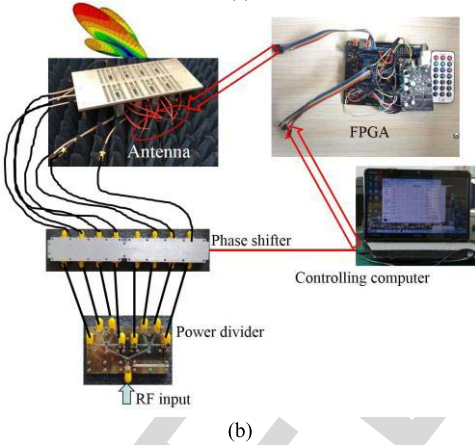 Antenna
FPGA
Phase shifter
Controlling computer
Power divider
RF input
(b)